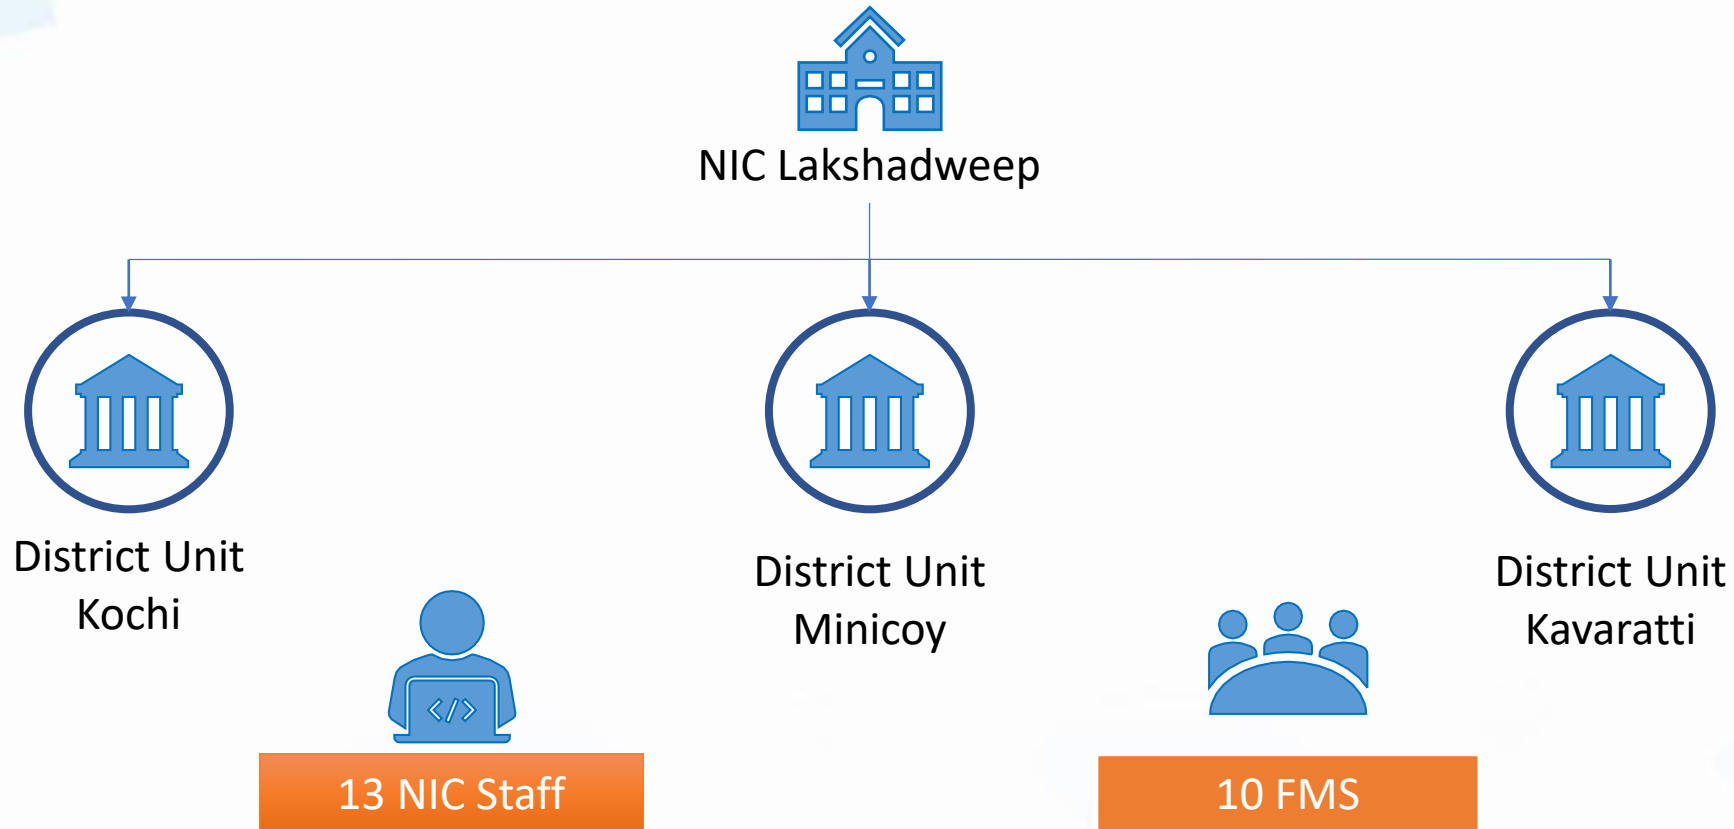 NIC Lakshadweep
District Unit
Kochi
District Unit
Minicoy
District Unit
Kavaratti
</>
13 NIC Staff
10 FMS